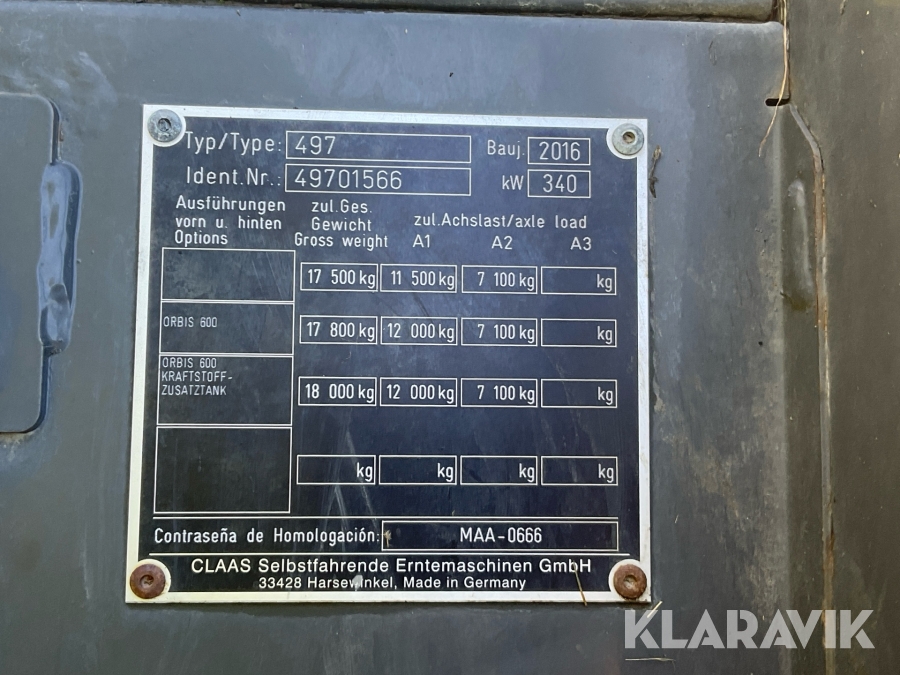 Typ/Type: 497 Bauj. 2016
Ident.Nr.: 49701566 kW 340
Ausführungen zul.Ges.
vorn u. hinten Gewicht zul.Achslast/axle load
Options Gross weight A1 A2 A3
17 500 kg 11 500 kg 7 100 kg kg
ORBIS 600 17 800 kg 12 000 kg 7 100 kg kg
ORBIS 600
KRAFTSTOFF-
ZUSATZTANK 18 000 kg 12 000 kg 7 100 kg kg
kg kg kg kg
Contraseña de Homologación: MAA-0666
CLAAS Selbstfahrende Erntemaschinen GmbH
33428 Harsewinkel, Made in Germany
KLARAVIK